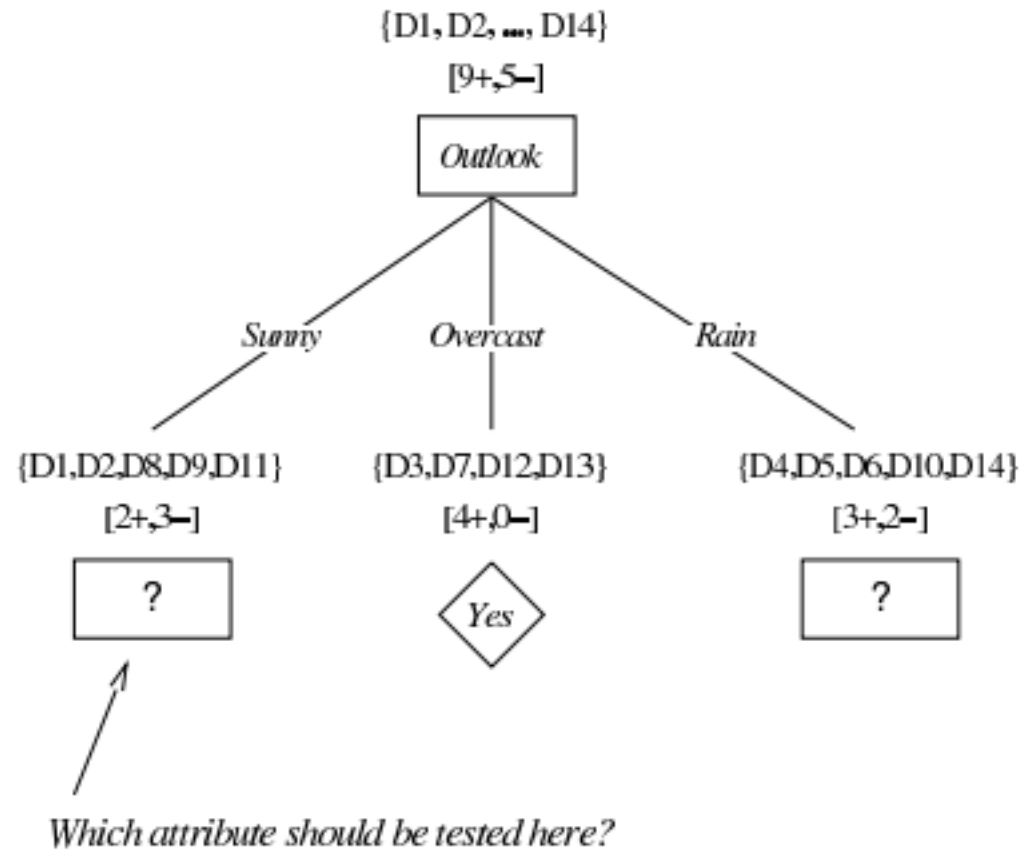 {D1, D2, ..., D14}
[9+,5−]
Outlook
Sunny Overcast Rain
{D1,D2,D8,D9,D11} {D3,D7,D12,D13} {D4,D5,D6,D10,D14}
[2+,3−] [4+,0−] [3+,2−]
? Yes ?
Which attribute should be tested here?